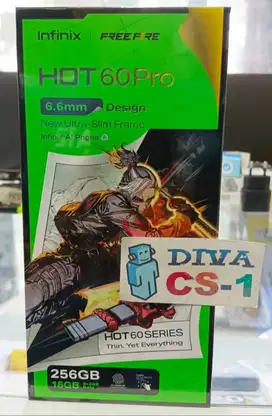 Infinix | FREE FIRE
HOT 60 Pro
6.6mm Design
New Ultra-Slim Frame
DIVA
CS-1
HOT 60 SERIES
Thin. Yet Everything
256GB
16GB